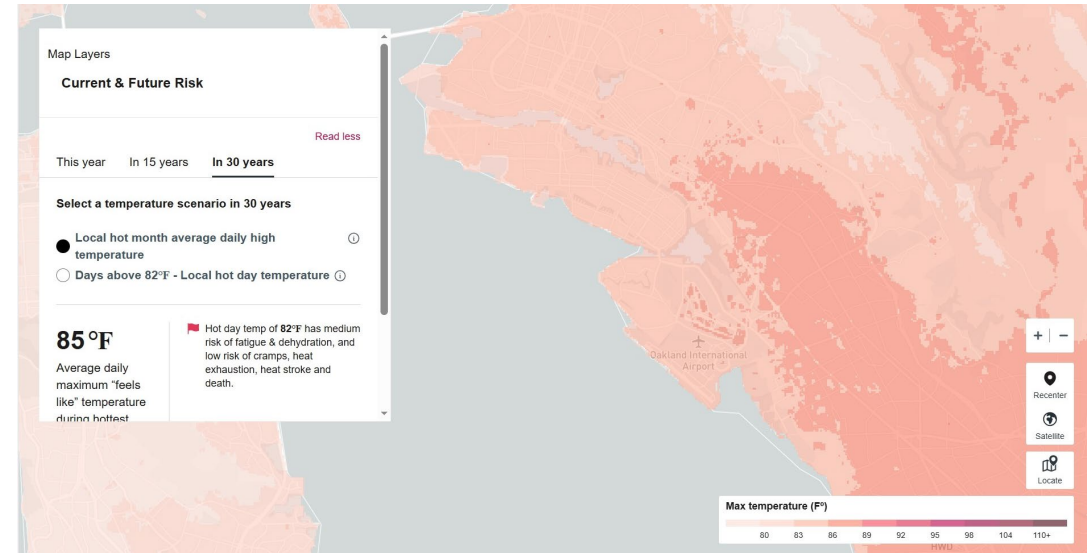 Map Layers
Current & Future Risk
Read less
This year In 15 years In 30 years
Select a temperature scenario in 30 years
Local hot month average daily high
temperature
Days above 82°F - Local hot day temperature
85°F
Average daily
maximum “feels
like” temperature
during hottest
Hot day temp of 82°F has medium
risk of fatigue & dehydration, and
low risk of cramps, heat
exhaustion, heat stroke and
death.
Oakland International
Airport
+ | −
Recenter
Satellite
Locate
Max temperature (F°)
80 83 86 89 92 95 98 104 110+
HWD